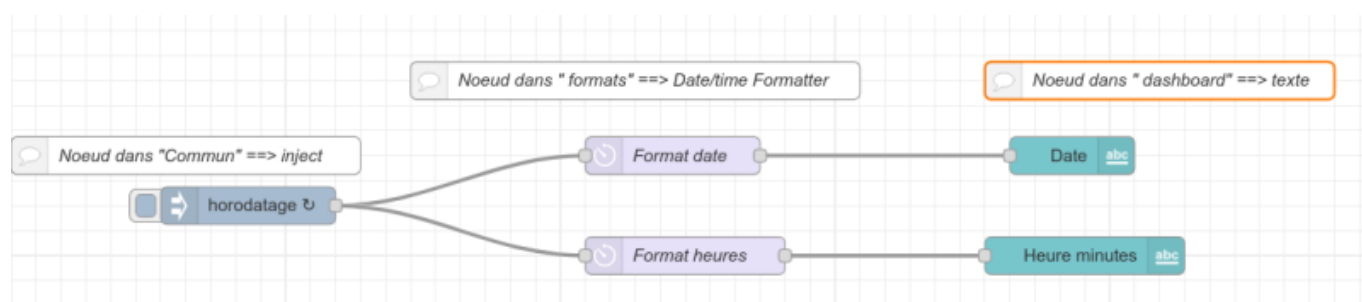 Noeud dans " formats" ==> Date/time Formatter
Noeud dans " dashboard" ==> texte
Noeud dans "Commun" ==> inject
Format date
Date abc
horodatage ↻
Format heures
Heure minutes abc